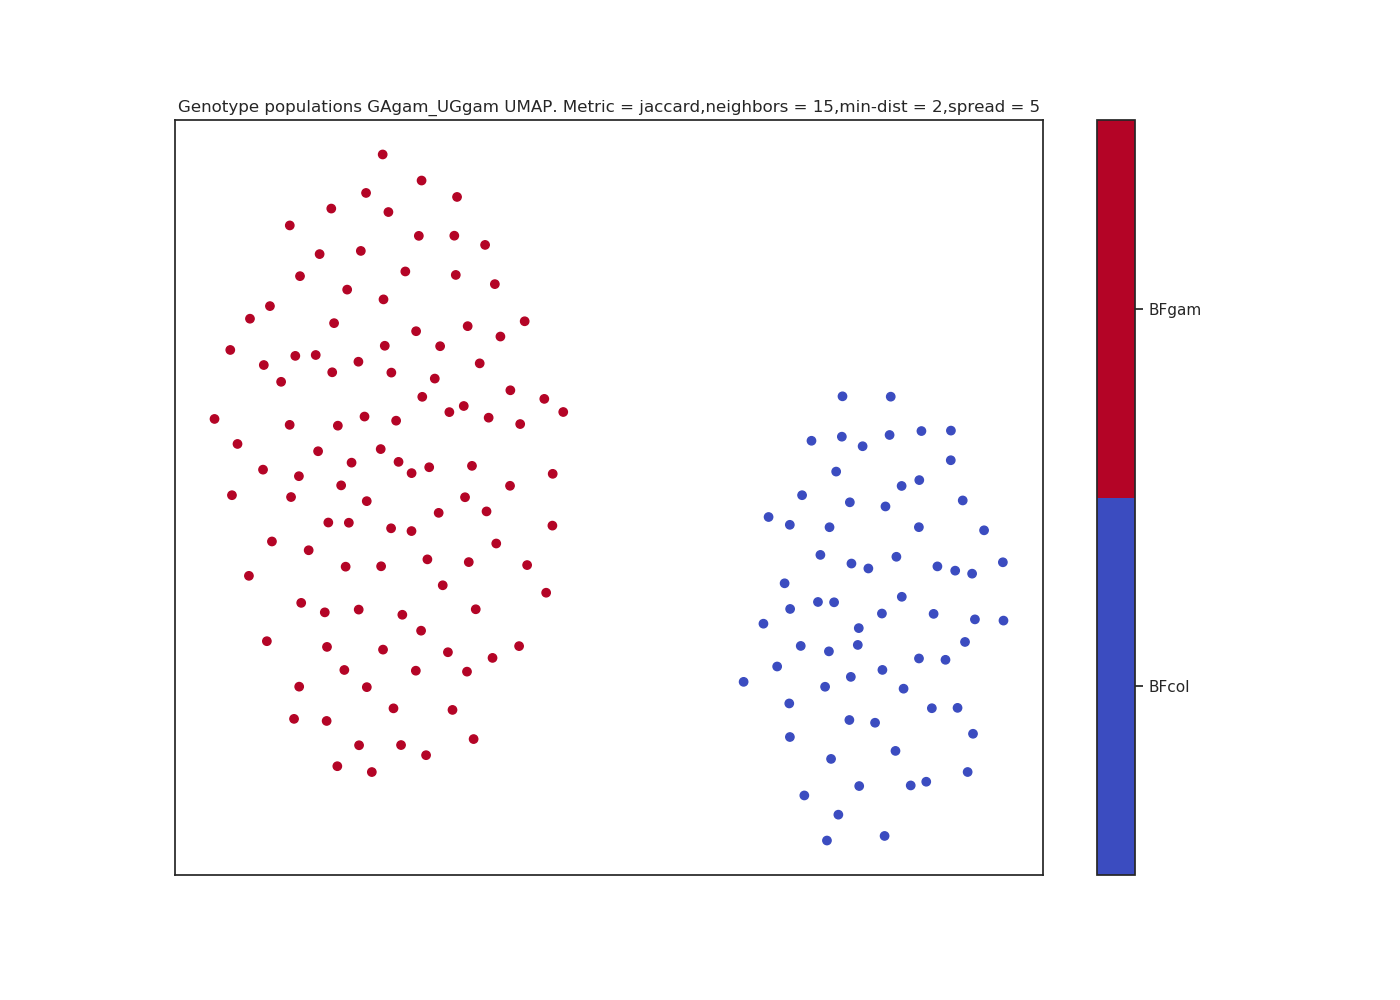 Genotype populations GAgam_UGgam UMAP. Metric = jaccard,neighbors = 15,min-dist = 2,spread = 5
BFgam
BFcol